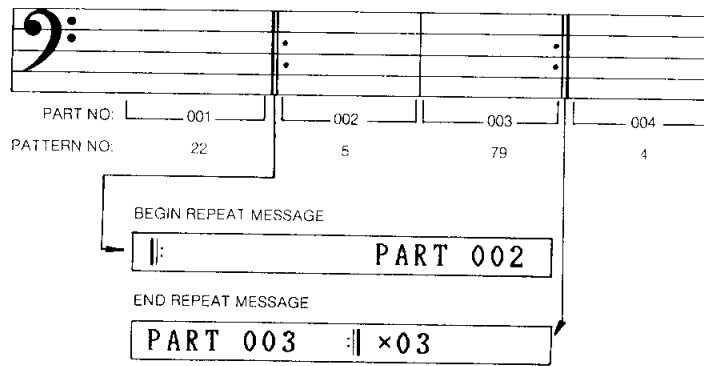 PART NO: 001 002 003 004
PATTERN NO: 22 5 79 4
BEGIN REPEAT MESSAGE
𝄆 PART 002
END REPEAT MESSAGE
PART 003 𝄇 ×03